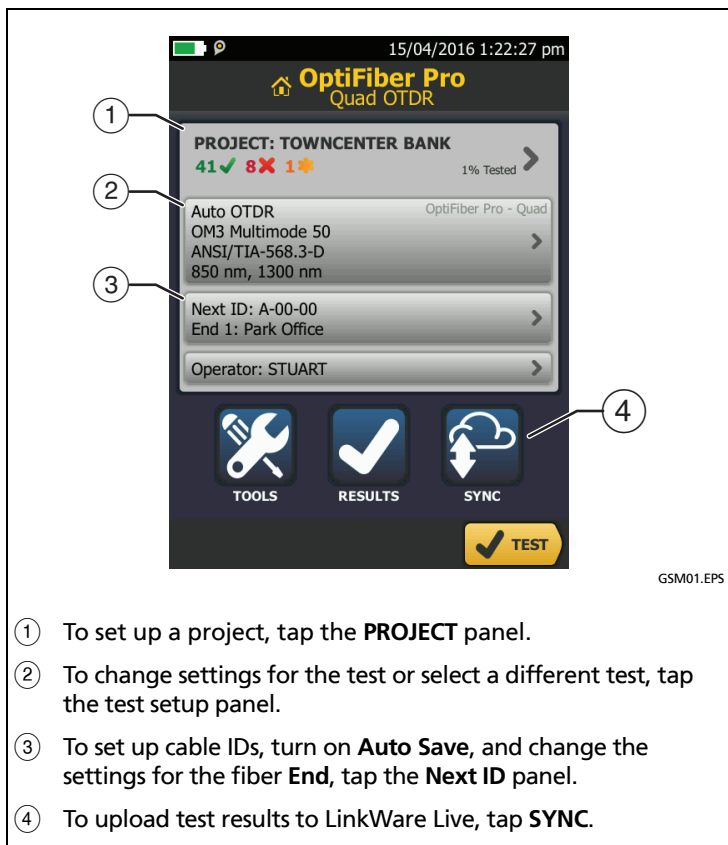 15/04/2016 1:22:27 pm
OptiFiber Pro
Quad OTDR
1
PROJECT: TOWNCENTER BANK
41 8 1
1% Tested
2
Auto OTDR
OptiFiber Pro - Quad
OM3 Multimode 50
ANSI/TIA-568.3-D
850 nm, 1300 nm
3
Next ID: A-00-00
End 1: Park Office
Operator: STUART
4
TOOLS
RESULTS
SYNC
TEST
GSM01.EPS
1 To set up a project, tap the PROJECT panel.
2 To change settings for the test or select a different test, tap
the test setup panel.
3 To set up cable IDs, turn on Auto Save, and change the
settings for the fiber End, tap the Next ID panel.
4 To upload test results to LinkWare Live, tap SYNC.